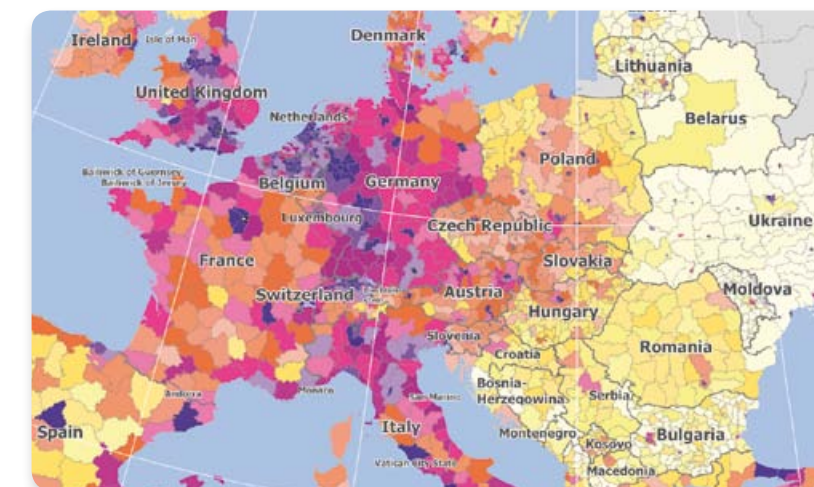 Denmark
Ireland
Isle of Man
Lithuania
United Kingdom
Belarus
Netherlands
Poland
Bailiwick of Guernsey
Bailiwick of Jersey
Belgium
Germany
Luxembourg
Czech Republic
Ukraine
France
Slovakia
Switzerland
Austria
Moldova
Hungary
Slovenia
Romania
Croatia
Andorra
Monaco
San Marino
Bosnia-
Herzegowina
Serbia
Spain
Italy
Montenegro
Kosovo
Bulgaria
Vatican City State
Macedonia